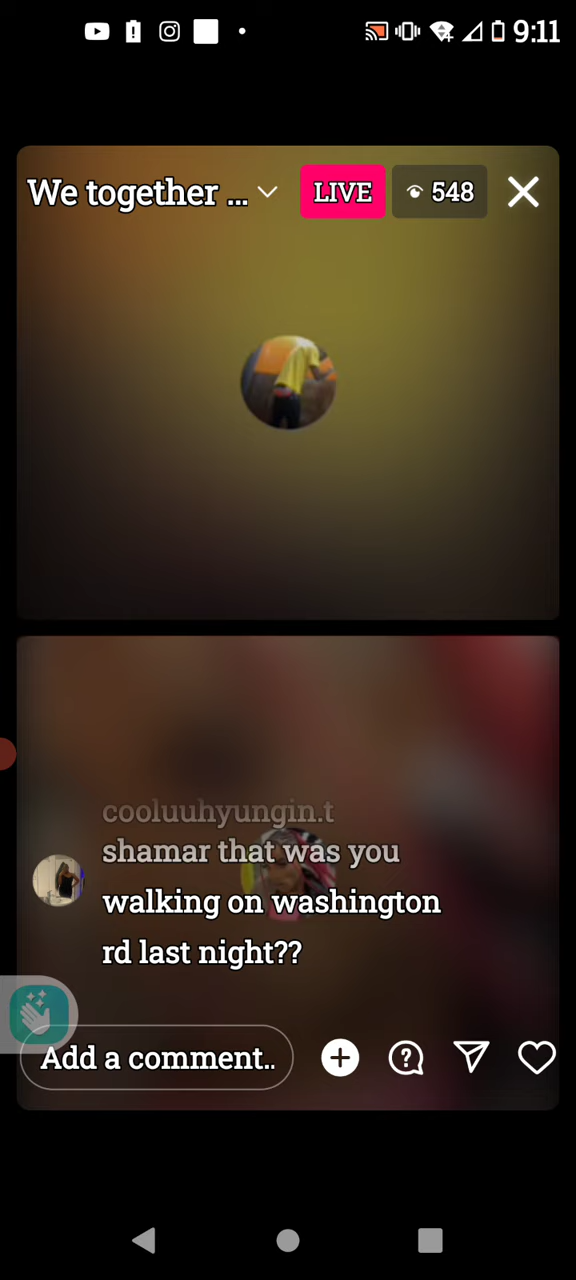 9:11
We together ...
LIVE
548
cooluuhyungin.t
shamar that was you
walking on washington
rd last night??
Add a comment..